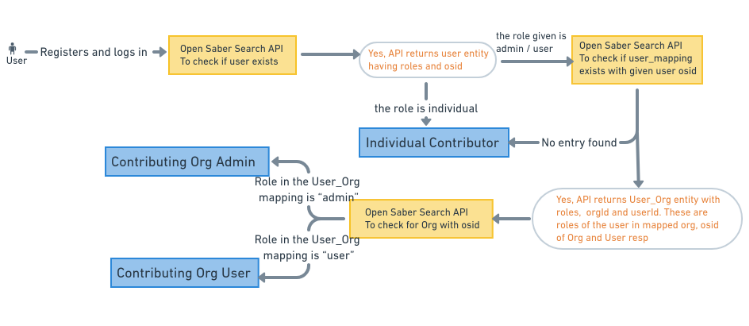 User
Registers and logs in
Open Saber Search API
To check if user exists
Yes, API returns user entity
having roles and osid
the role given is
admin / user
Open Saber Search API
To check if user_mapping
exists with given user osid
the role is individual
Individual Contributor
No entry found
Contributing Org Admin
Role in the User_Org
mapping is "admin"
Open Saber Search API
To check for Org with osid
Yes, API returns User_Org entity with
roles, orgId and userId. These are
roles of the user in mapped org, osid
of Org and User resp
Role in the User_Org
mapping is "user"
Contributing Org User